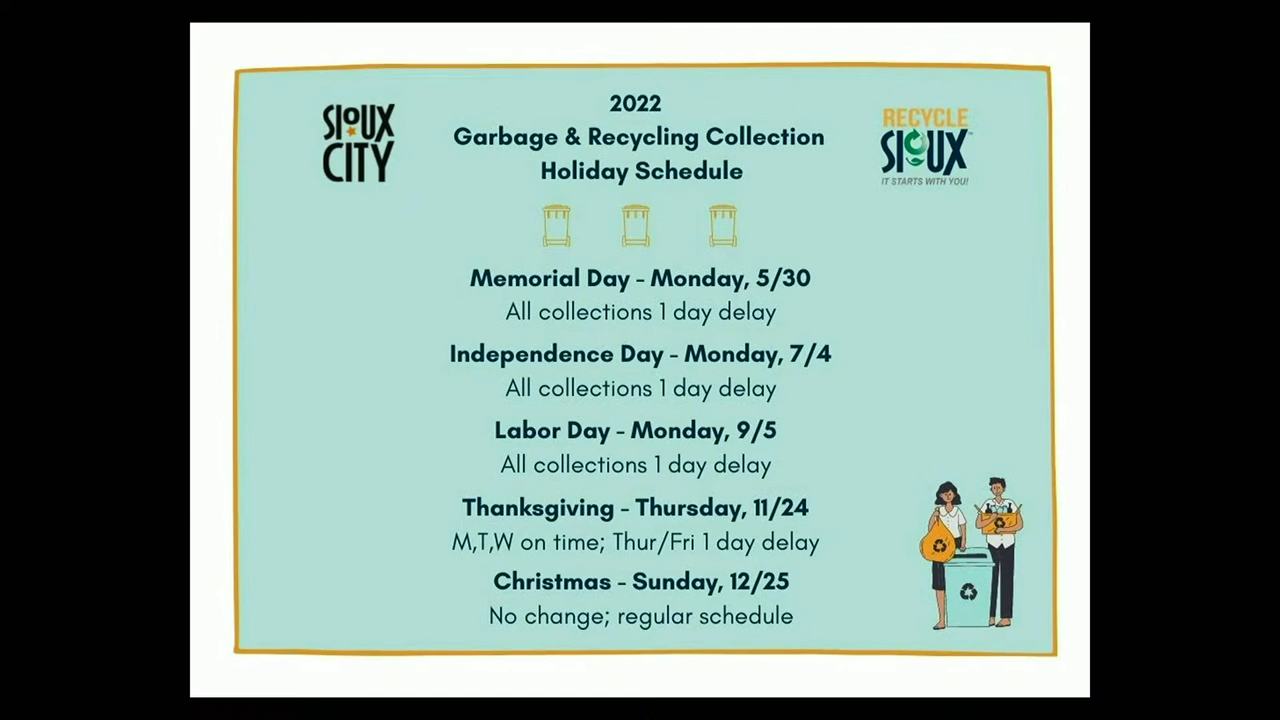 SIOUX
CITY
2022
Garbage & Recycling Collection
Holiday Schedule
RECYCLE
SIOUX
IT STARTS WITH YOU!
Memorial Day - Monday, 5/30
All collections 1 day delay
Independence Day - Monday, 7/4
All collections 1 day delay
Labor Day - Monday, 9/5
All collections 1 day delay
Thanksgiving - Thursday, 11/24
M,T,W on time; Thur/Fri 1 day delay
Christmas - Sunday, 12/25
No change; regular schedule